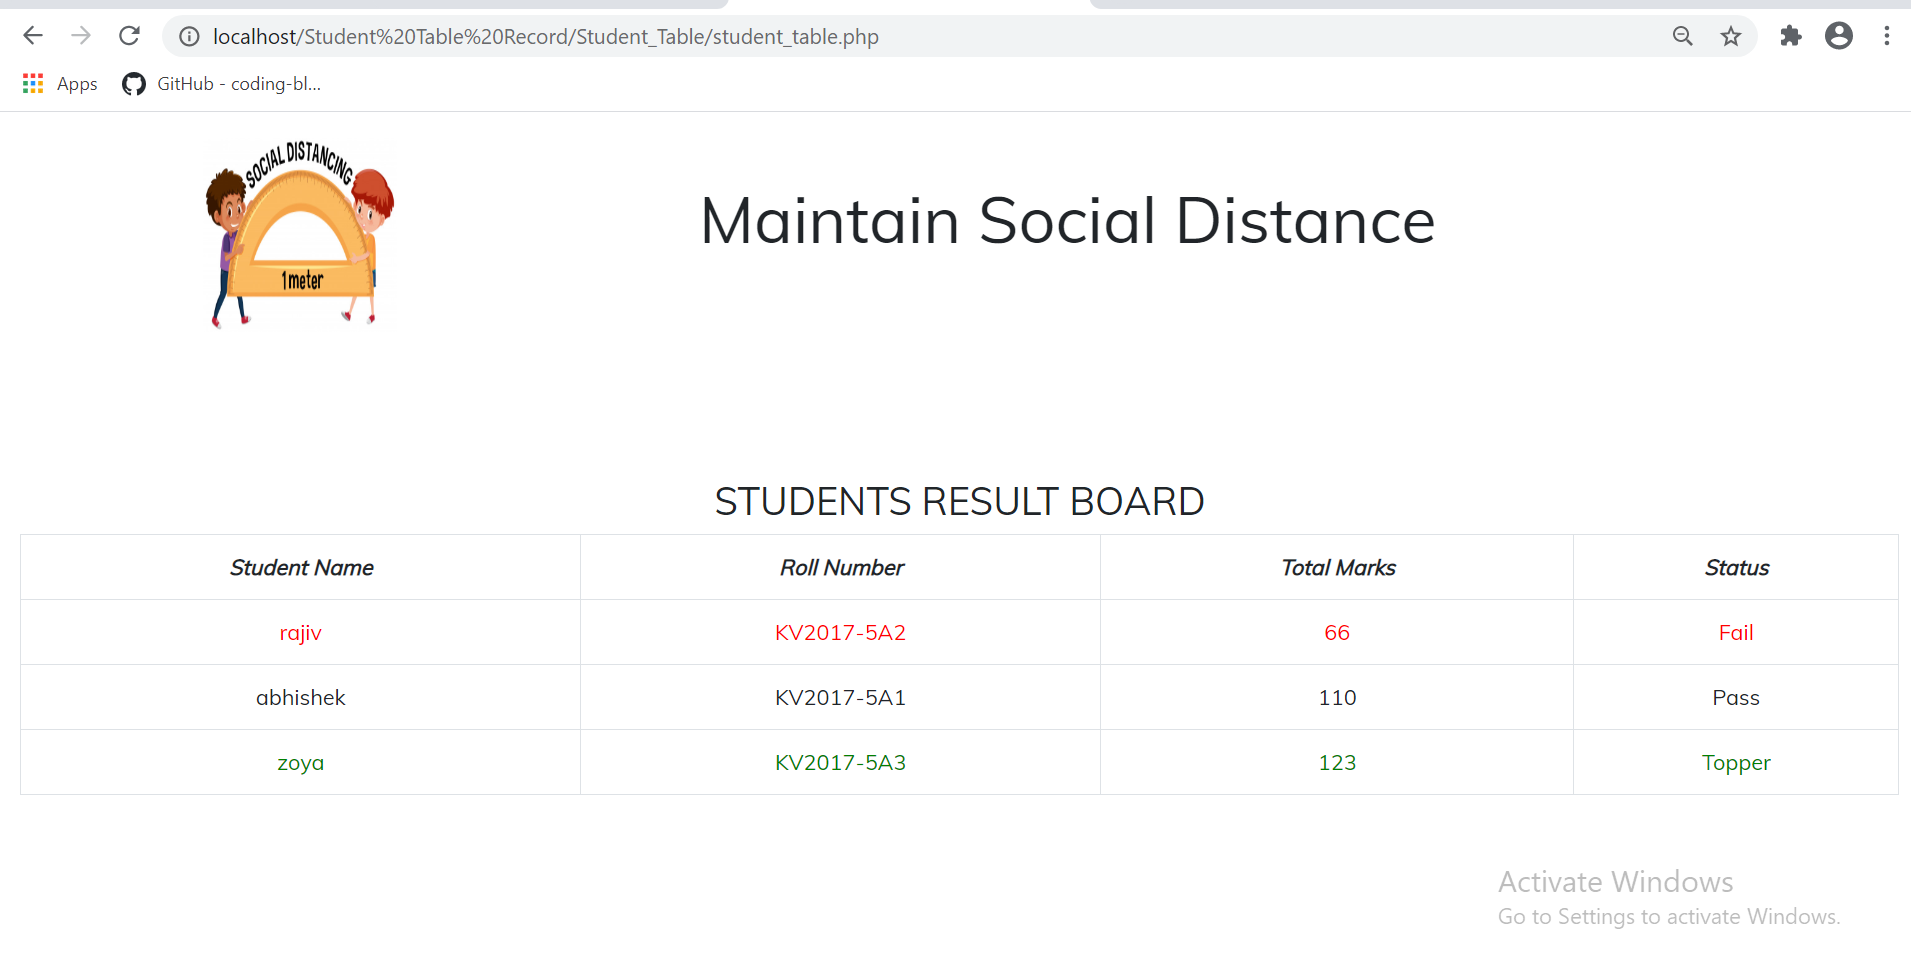 localhost/Student%20Table%20Record/Student_Table/student_table.php
Apps GitHub - coding-bl...
SOCIAL DISTANCING
1meter
Maintain Social Distance
STUDENTS RESULT BOARD
Student Name Roll Number Total Marks Status
rajiv KV2017-5A2 66 Fail
abhishek KV2017-5A1 110 Pass
zoya KV2017-5A3 123 Topper
Activate Windows
Go to Settings to activate Windows.